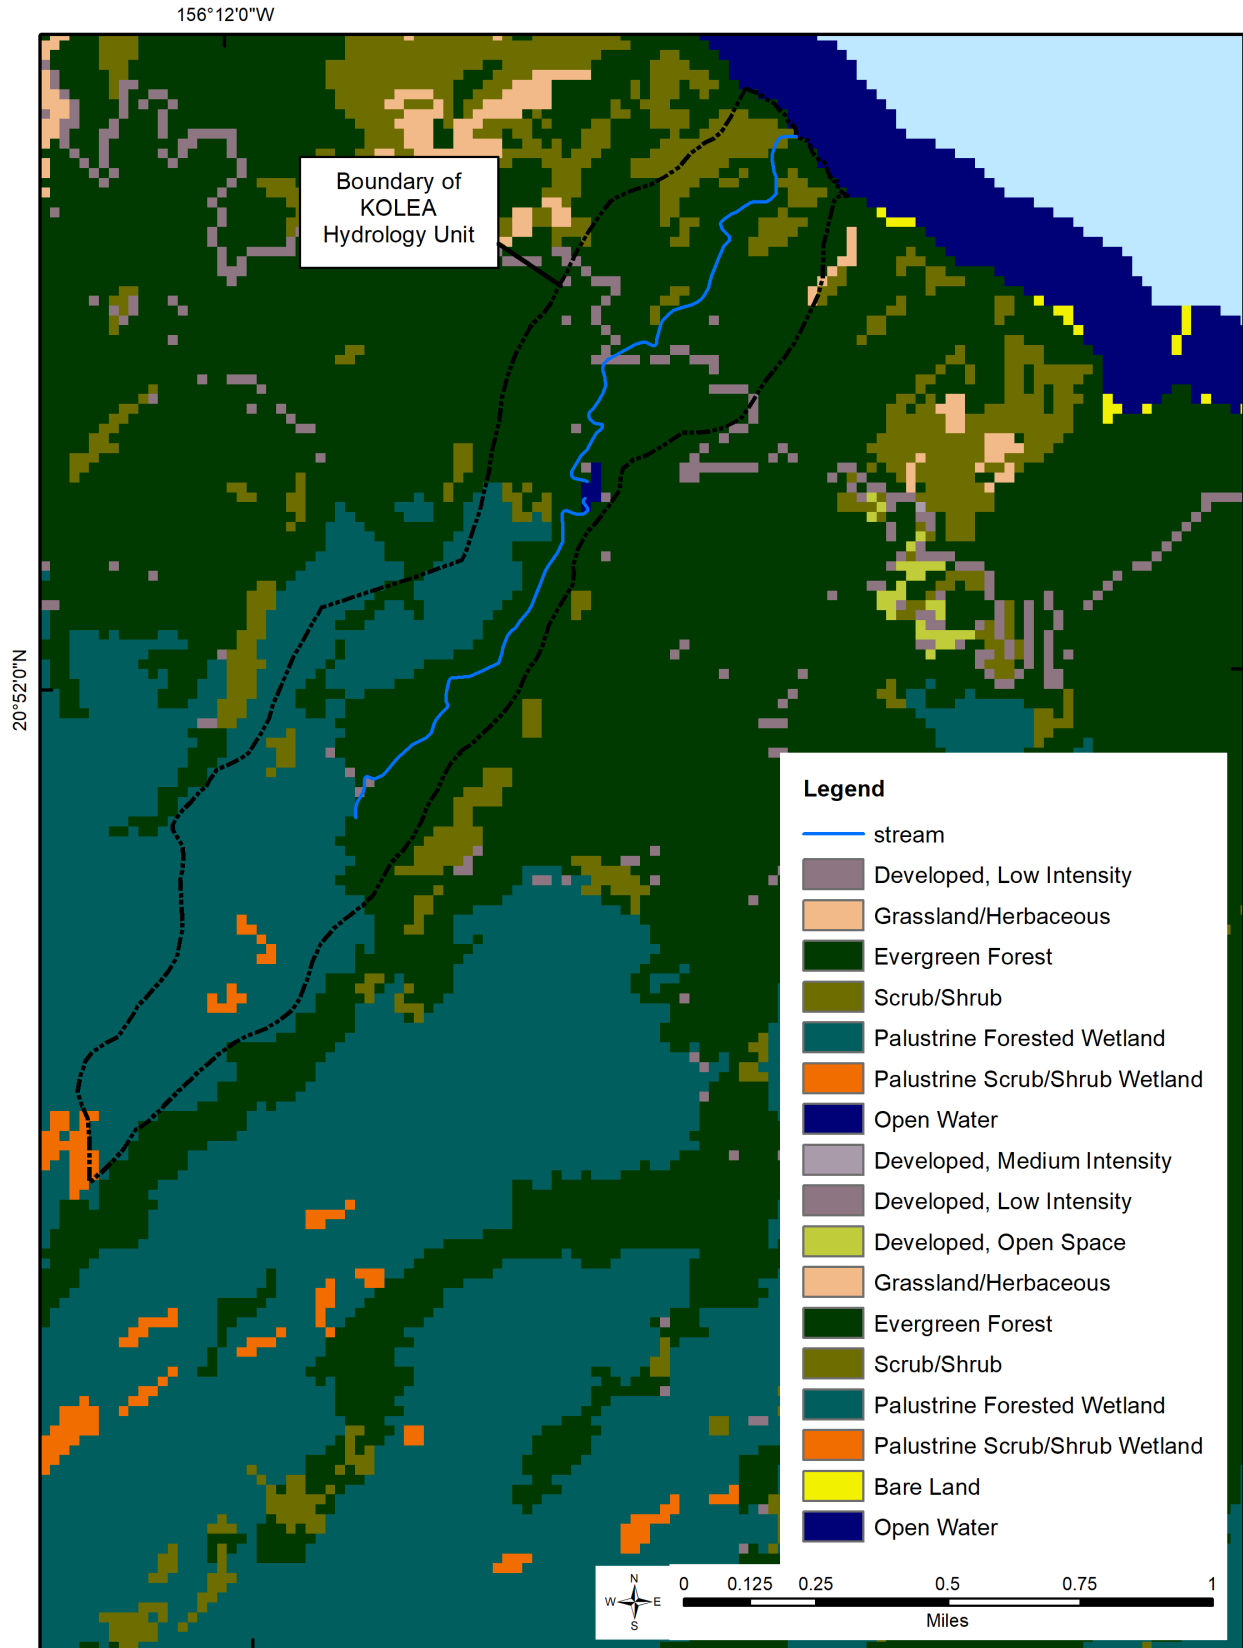 156°12'0"W
Boundary of
KOLEA
Hydrology Unit
20°52'0"N
Legend
stream
Developed, Low Intensity
Grassland/Herbaceous
Evergreen Forest
Scrub/Shrub
Palustrine Forested Wetland
Palustrine Scrub/Shrub Wetland
Open Water
Developed, Medium Intensity
Developed, Low Intensity
Developed, Open Space
Grassland/Herbaceous
Evergreen Forest
Scrub/Shrub
Palustrine Forested Wetland
Palustrine Scrub/Shrub Wetland
Bare Land
Open Water
N
W E
S
0 0.125 0.25 0.5 0.75 1
Miles